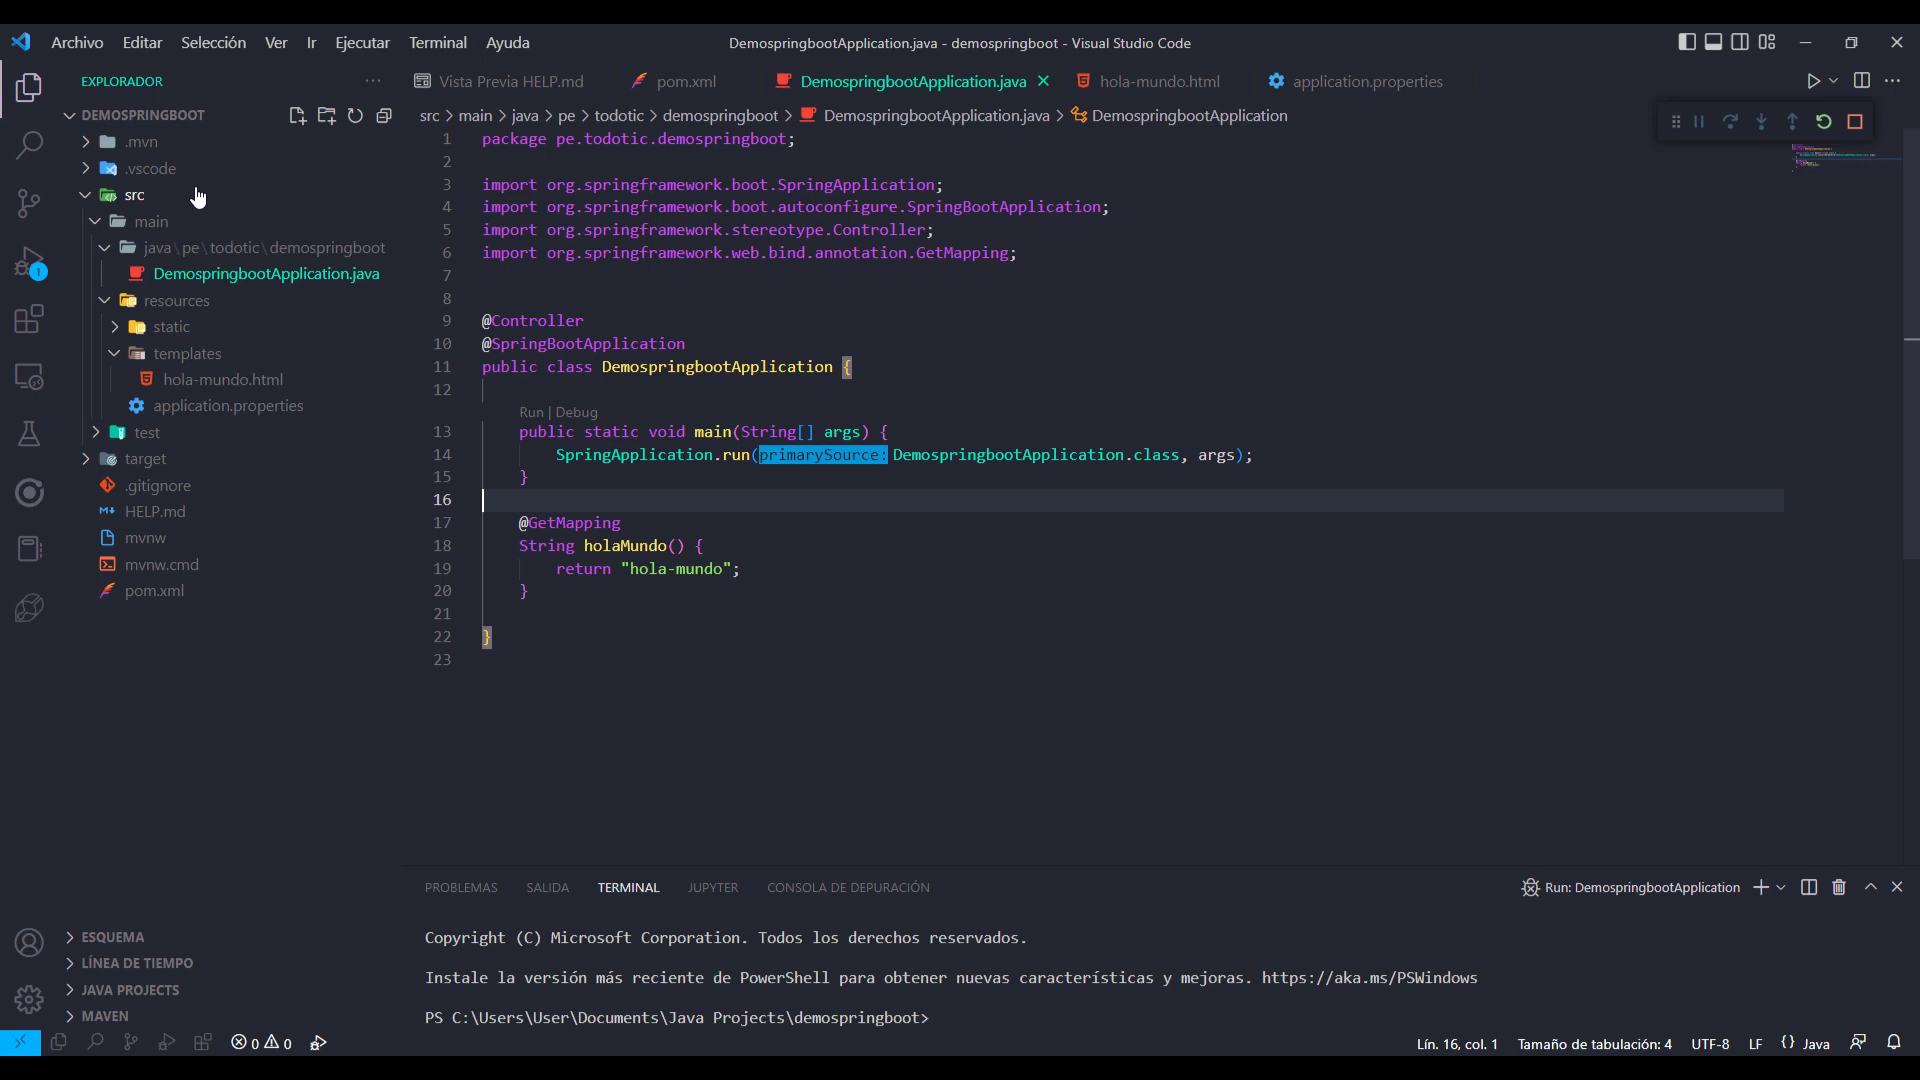 Archivo Editar Selección Ver Ir Ejecutar Terminal Ayuda
DemospringbootApplication.java - demospringboot - Visual Studio Code
EXPLORADOR
Vista Previa HELP.md
pom.xml
DemospringbootApplication.java
hola-mundo.html
application.properties
DEMOSPRINGBOOT
.mvn
.vscode
src
main
java\pe\todotic\demospringboot
DemospringbootApplication.java
resources
static
templates
hola-mundo.html
application.properties
test
target
.gitignore
HELP.md
mvnw
mvnw.cmd
pom.xml
1
ESQUEMA
LÍNEA DE TIEMPO
JAVA PROJECTS
MAVEN
src > main > java > pe > todotic > demospringboot > DemospringbootApplication.java > DemospringbootApplication
1 package pe.todotic.demospringboot;
2
3 import org.springframework.boot.SpringApplication;
4 import org.springframework.boot.autoconfigure.SpringBootApplication;
5 import org.springframework.stereotype.Controller;
6 import org.springframework.web.bind.annotation.GetMapping;
7
8
9 @Controller
10 @SpringBootApplication
11 public class DemospringbootApplication {
12
Run | Debug
13 public static void main(String[] args) {
14 SpringApplication.run(primarySource: DemospringbootApplication.class, args);
15 }
16
17 @GetMapping
18 String holaMundo() {
19 return "hola-mundo";
20 }
21
22 }
23
PROBLEMAS SALIDA TERMINAL JUPYTER CONSOLA DE DEPURACIÓN
Run: DemospringbootApplication
Copyright (C) Microsoft Corporation. Todos los derechos reservados.
Instale la versión más reciente de PowerShell para obtener nuevas características y mejoras. https://aka.ms/PSWindows
PS C:\Users\User\Documents\Java Projects\demospringboot>
0 0
Lín. 16, col. 1 Tamaño de tabulación: 4 UTF-8 LF {} Java